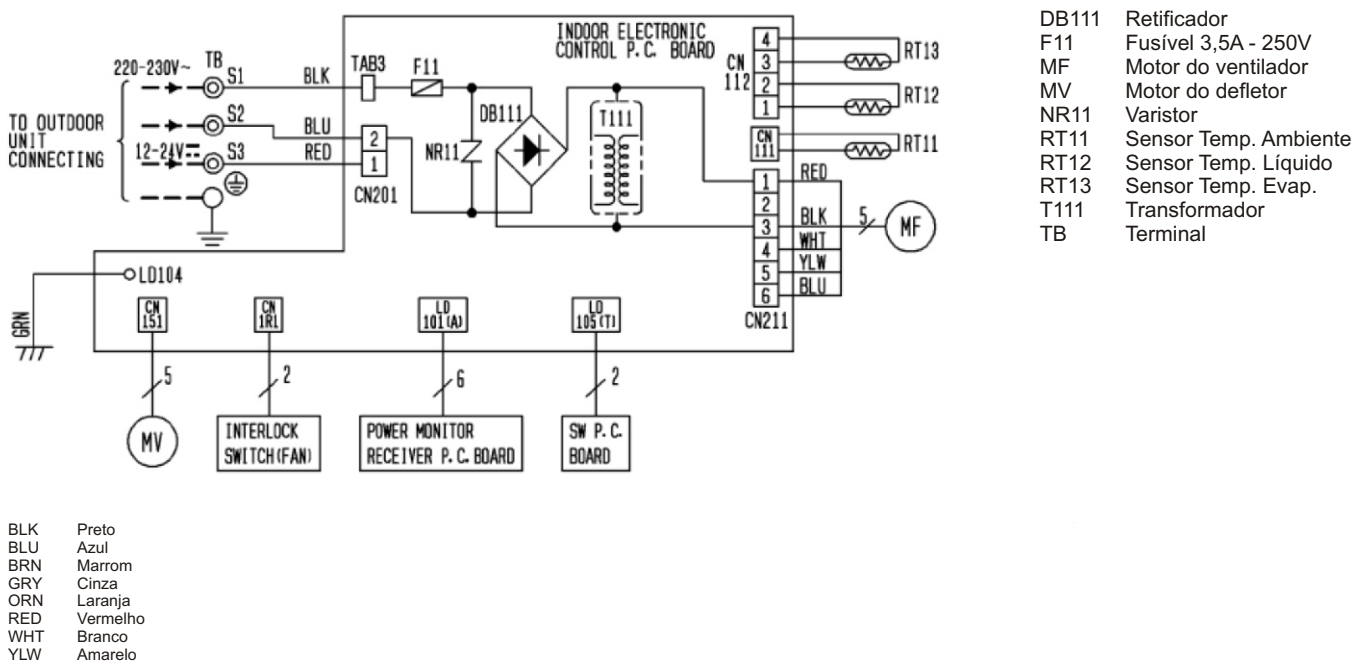 INDOOR ELECTRONIC
CONTROL P.C. BOARD
220-230V~
TB
S1
BLK
TAB3
F11
TO OUTDOOR
UNIT
CONNECTING
S2
BLU
2
12-24V
S3
RED
1
CN201
NR11
DB111
T111
CN
112
4
3
2
1
RT13
RT12
CN
111
RT11
1
2
3
4
5
6
RED
BLK
WHT
YLW
BLU
5
MF
CN211
LD104
GRN
CN
151
CN
1R1
LD
101(A)
LD
105(T)
5
2
6
2
MV
INTERLOCK
SWITCH(FAN)
POWER MONITOR
RECEIVER P.C. BOARD
SW P.C.
BOARD
DB111 Retificador
F11 Fusível 3,5A - 250V
MF Motor do ventilador
MV Motor do defletor
NR11 Varistor
RT11 Sensor Temp. Ambiente
RT12 Sensor Temp. Líquido
RT13 Sensor Temp. Evap.
T111 Transformador
TB Terminal
BLK Preto
BLU Azul
BRN Marrom
GRY Cinza
ORN Laranja
RED Vermelho
WHT Branco
YLW Amarelo